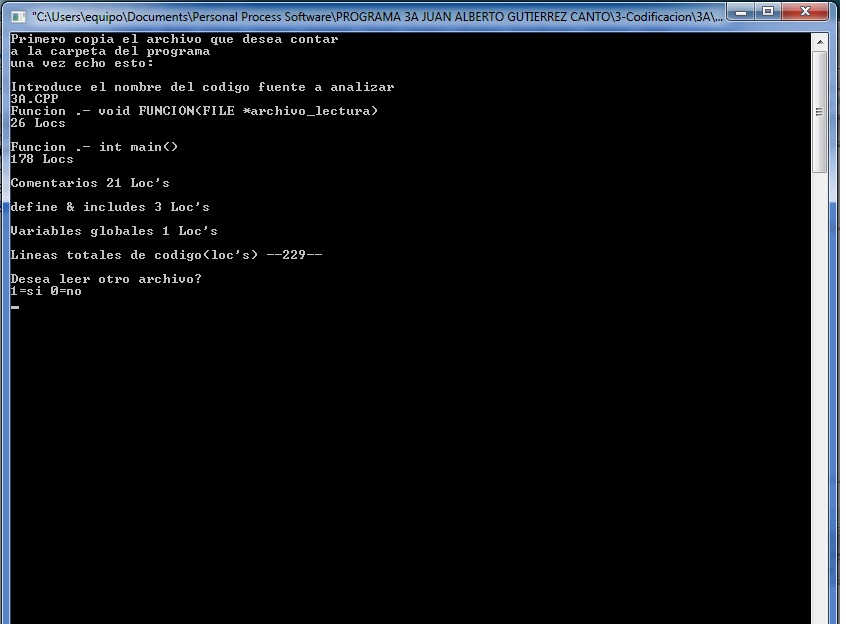 "C:\Users\equipo\Documents\Personal Process Software\PROGRAMA 3A JUAN ALBERTO GUTIERREZ CANTO\3-Codificacion\3A\...
Primero copia el archivo que desea contar
a la carpeta del programa
una vez echo esto:
Introduce el nombre del codigo fuente a analizar
3A.CPP
Funcion .- void FUNCION(FILE *archivo_lectura)
26 Locs
Funcion .- int main()
178 Locs
Comentarios 21 Loc's
define & includes 3 Loc's
Variables globales 1 Loc's
Lineas totales de codigo(loc's) --229--
Desea leer otro archivo?
1=si 0=no